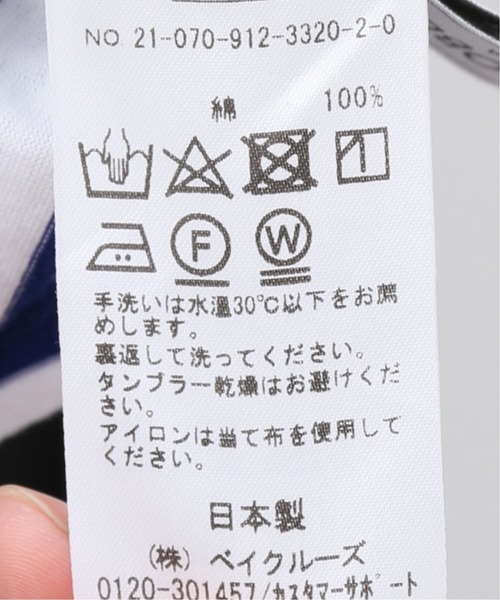 NO 21-070-912-3320-2-0
綿 100%
F W
手洗いは水温30℃以下をお薦
めします。
裏返して洗ってください。
タンブラー乾燥はお避けくだ
さい。
アイロンは当て布を使用して
ください。
日本製
(株) ベイクルーズ
0120-301457/カスタマーサポート